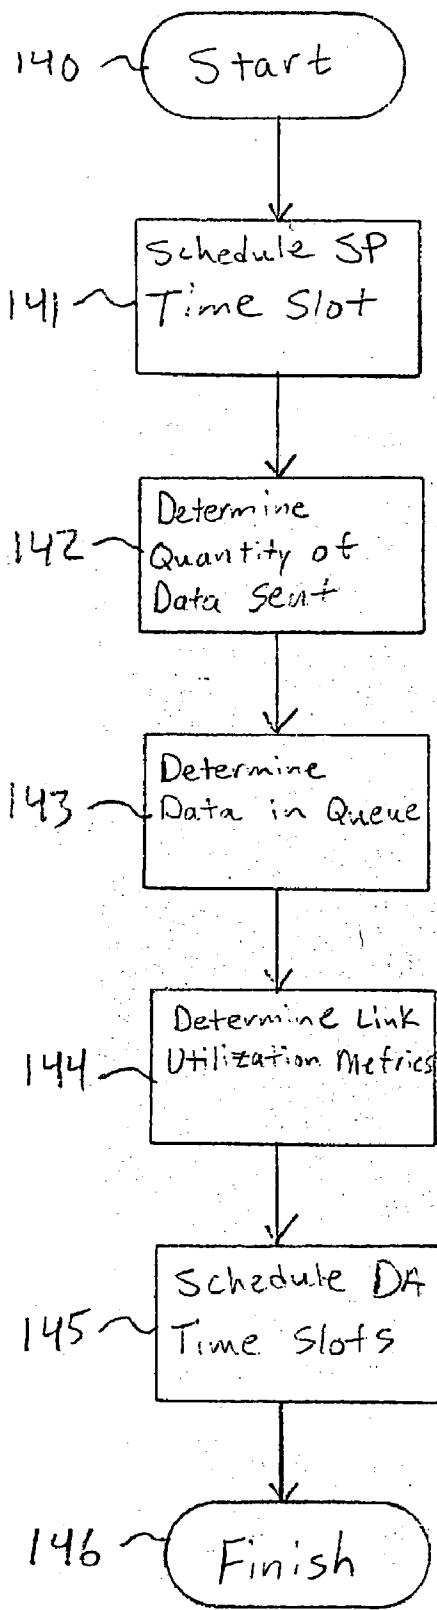 140
Start
141
Schedule SP
Time Slot
142
Determine
Quantity of
Data Sent
143
Determine
Data in Queue
144
Determine Link
Utilization Metrics
145
Schedule DA
Time Slots
146
Finish